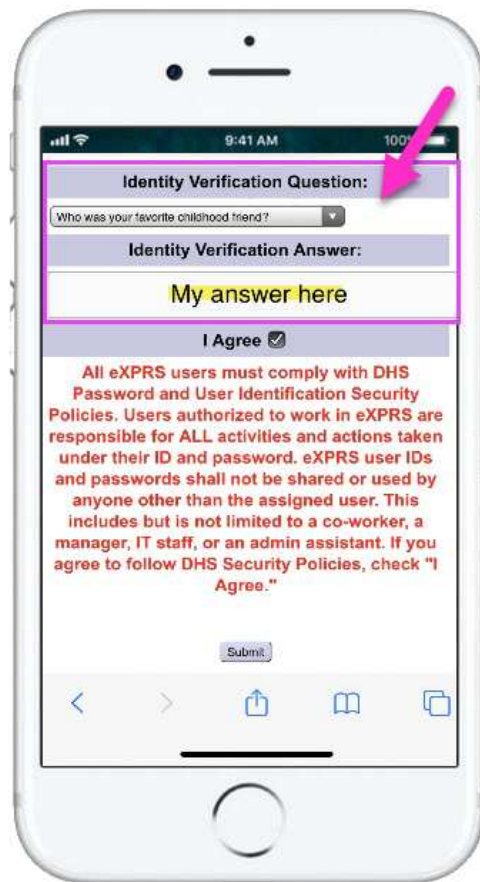 9:41 AM
100%
Identity Verification Question:
Who was your favorite childhood friend?
Identity Verification Answer:
My answer here
I Agree
All eXPRS users must comply with DHS
Password and User Identification Security
Policies. Users authorized to work in eXPRS are
responsible for ALL activities and actions taken
under their ID and password. eXPRS user IDs
and passwords shall not be shared or used by
anyone other than the assigned user. This
includes but is not limited to a co-worker, a
manager, IT staff, or an admin assistant. If you
agree to follow DHS Security Policies, check "I
Agree."
Submit